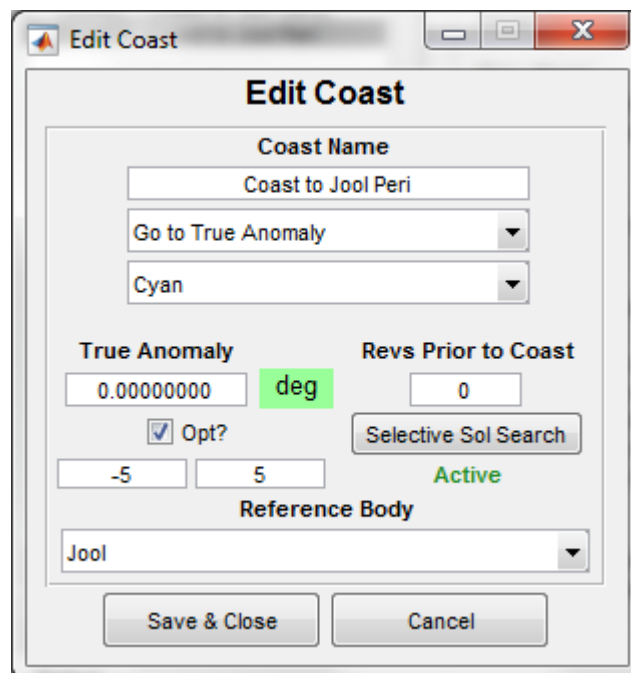 Edit Coast
Edit Coast
Coast Name
Coast to Jool Peri
Go to True Anomaly
Cyan
True Anomaly Revs Prior to Coast
0.00000000 deg 0
Opt? Selective Sol Search
-5 5 Active
Reference Body
Jool
Save & Close Cancel